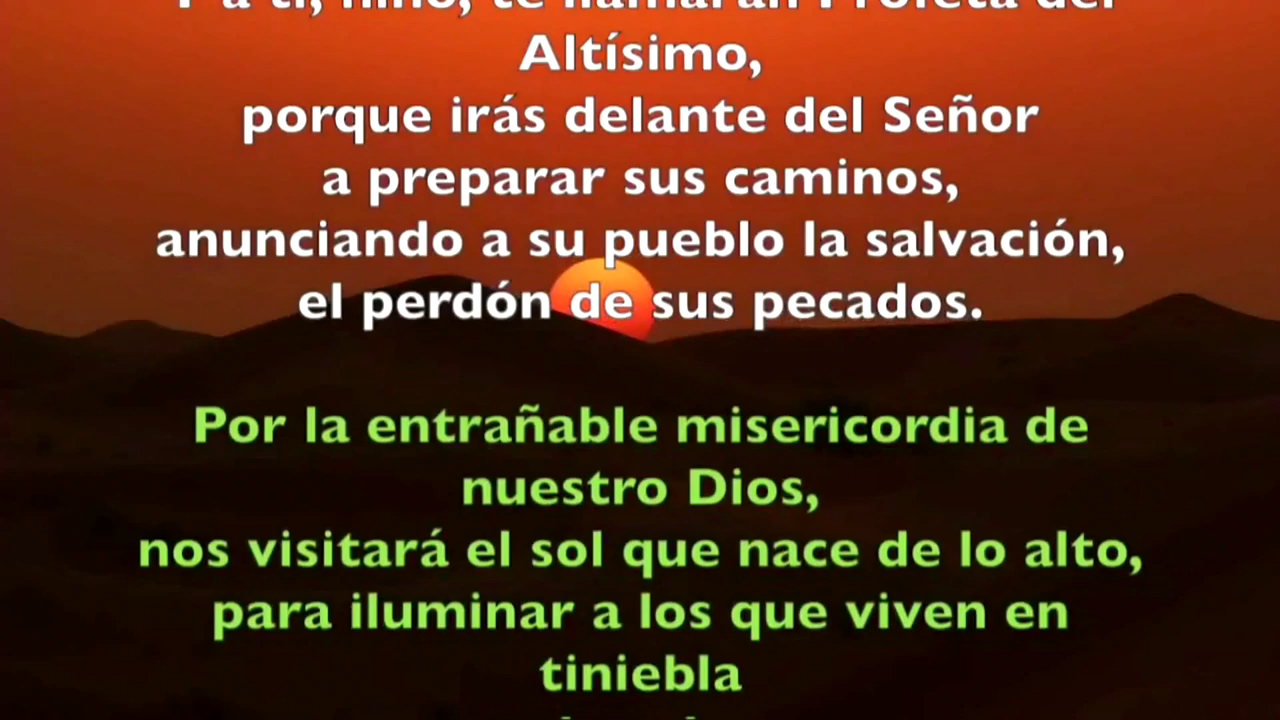 Y a ti, niño, te llamarán Profeta del
Altísimo,
porque irás delante del Señor
a preparar sus caminos,
anunciando a su pueblo la salvación,
el perdón de sus pecados.
Por la entrañable misericordia de
nuestro Dios,
nos visitará el sol que nace de lo alto,
para iluminar a los que viven en
tiniebla